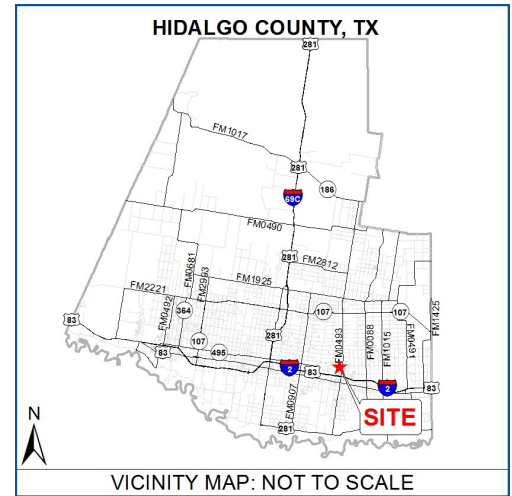 HIDALGO COUNTY, TX
281
FM1017
281
186
69C
FM0490
281
FM2812
FM0681
FM2993
FM1925
FM2221
FM0492
364
107
107
FM1425
83
107
495
83
281
2
83
FM0907
FM0493
FM0088
FM1015
FM0491
2
83
SITE
281
N
VICINITY MAP: NOT TO SCALE